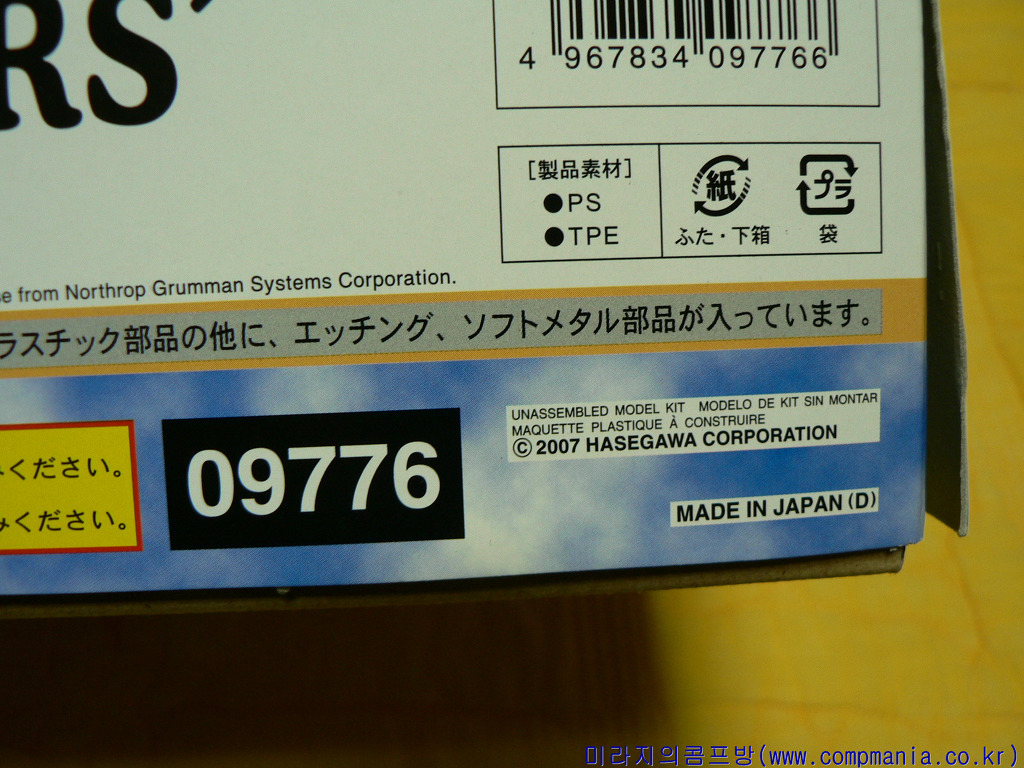 RS'
4 967834 097766
[製品素材]
●PS
●TPE
紙
ふた・下箱
プラ
袋
from Northrop Grumman Systems Corporation.
ラスチック部品の他に、エッチング、ソフトメタル部品が入っています。
ください。
みください。
09776
UNASSEMBLED MODEL KIT MODELO DE KIT SIN MONTAR
MAQUETTE PLASTIQUE À CONSTRUIRE
© 2007 HASEGAWA CORPORATION
MADE IN JAPAN (D)
미라지의콤프방(www.compmania.co.kr)